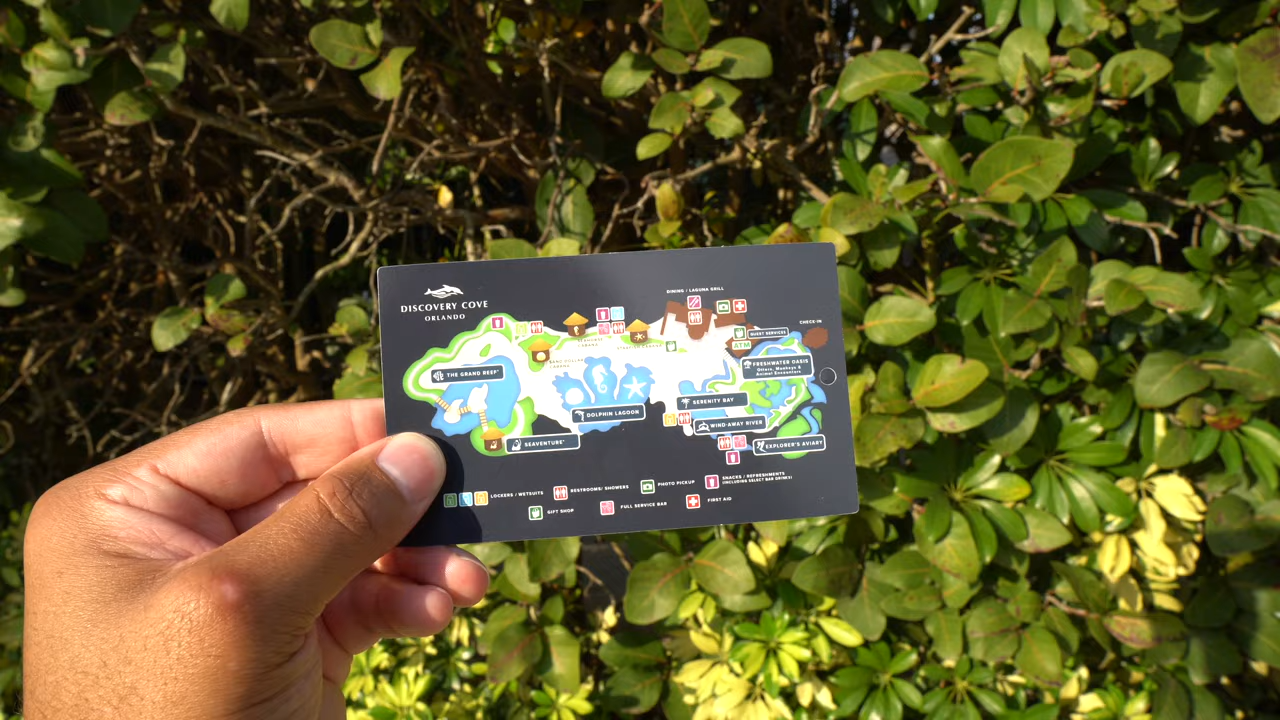 DISCOVERY COVE
ORLANDO
DINING / LAGUNA GRILL
CHECK-IN
GUEST SERVICES
ATM
THE GRAND REEF®
FRESHWATER OASIS
Otters, Monkeys &
Animal Encounters
SERENITY BAY
DOLPHIN LAGOON
WIND-AWAY RIVER
SEAVENTURE®
EXPLORER'S AVIARY
LOCKERS / WETSUITS
RESTROOMS/ SHOWERS
PHOTO PICKUP
SNACKS / REFRESHMENTS
(INCLUDING SELECT BAR DRINKS)
GIFT SHOP
FULL SERVICE BAR
FIRST AID